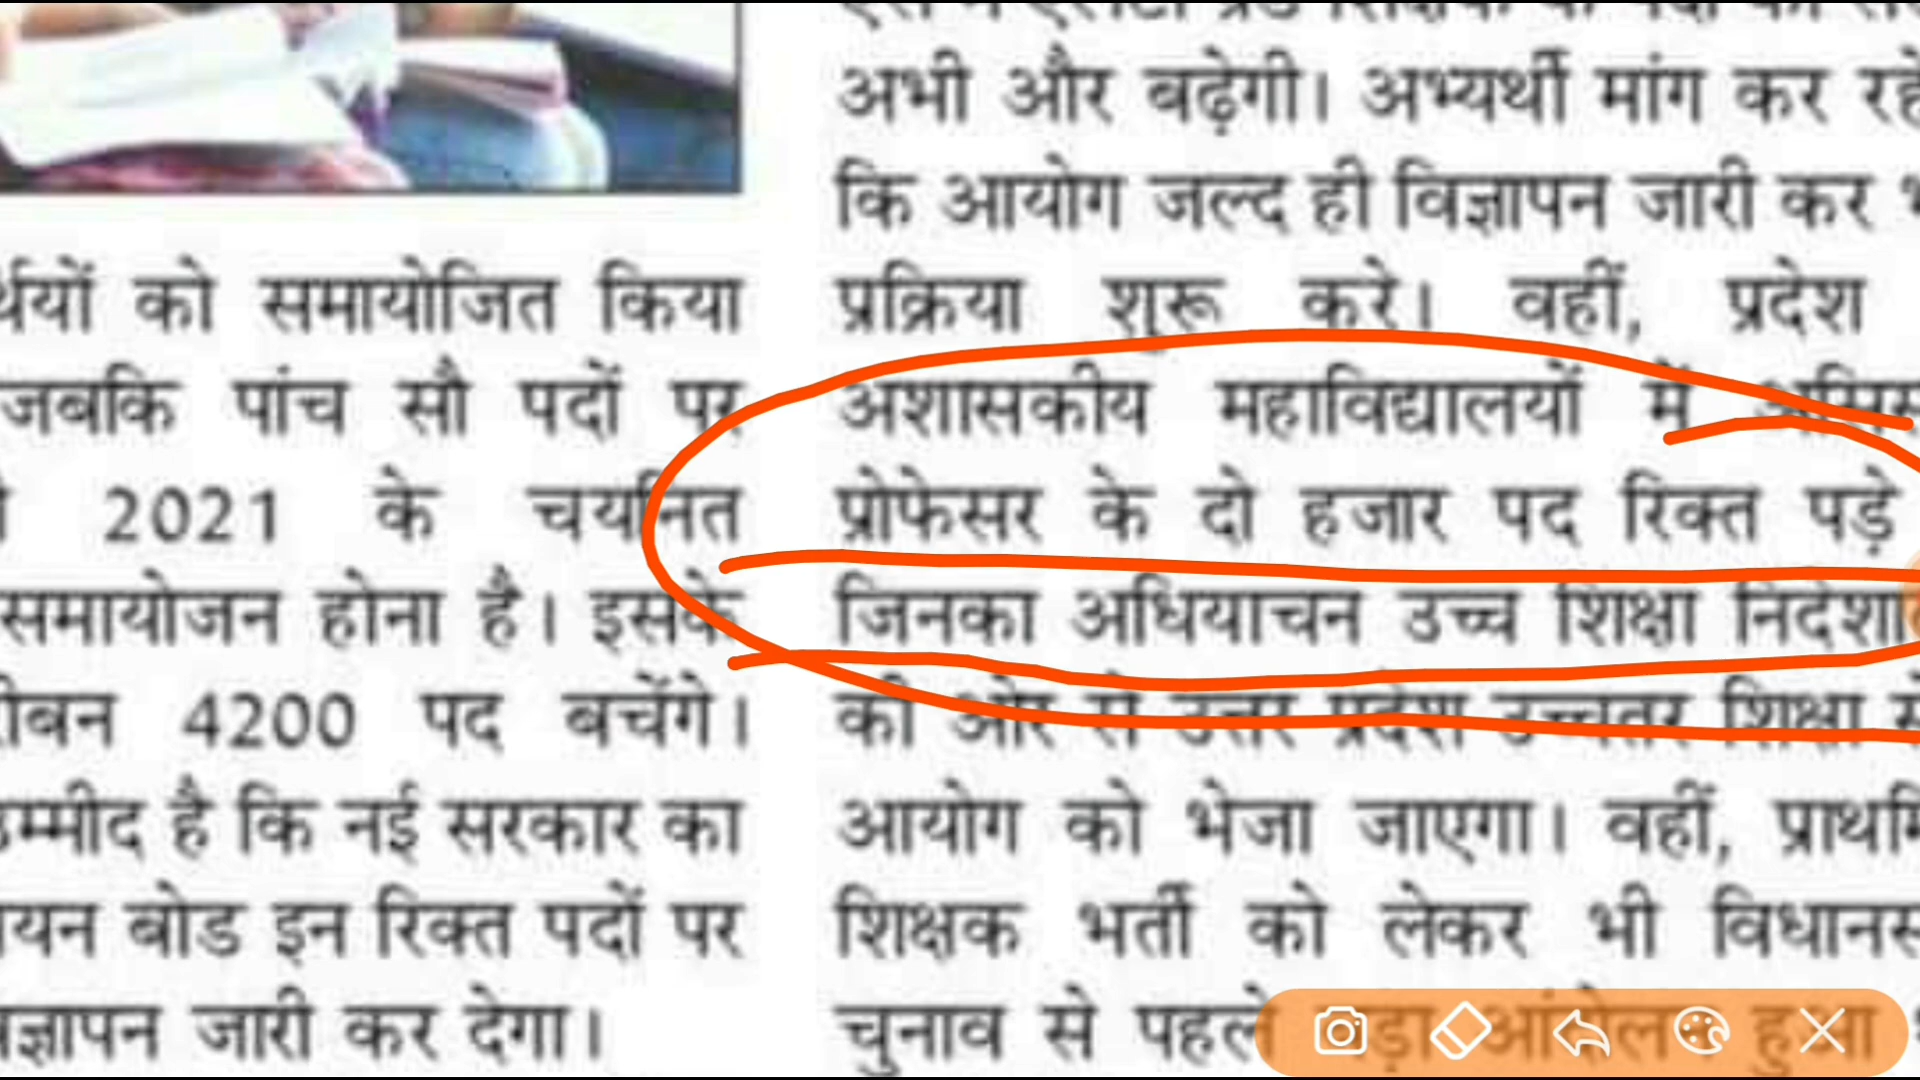 को समायोजित किया
जबकि पांच सौ पदों पर
2021 के चयनित
समायोजन होना है। इसके
4200 पद बचेंगे।
है कि नई सरकार का
बोर्ड इन रिक्त पदों पर
जारी कर देगा।
अभी और बढ़ेगी। अभ्यर्थी मांग कर रहे
कि आयोग जल्द ही विज्ञापन जारी कर
प्रक्रिया शुरू करे। वहीं, प्रदेश
अशासकीय महाविद्यालयों में
प्रोफेसर के दो हजार पद रिक्त पड़े
जिनका अधियाचन उच्च शिक्षा
की ओर से उत्तर प्रदेश उच्चतर शिक्षा
आयोग को भेजा जाएगा। वहीं,
शिक्षक भर्ती को लेकर भी
चुनाव से पहले बड़ा आंदोलन हुआ